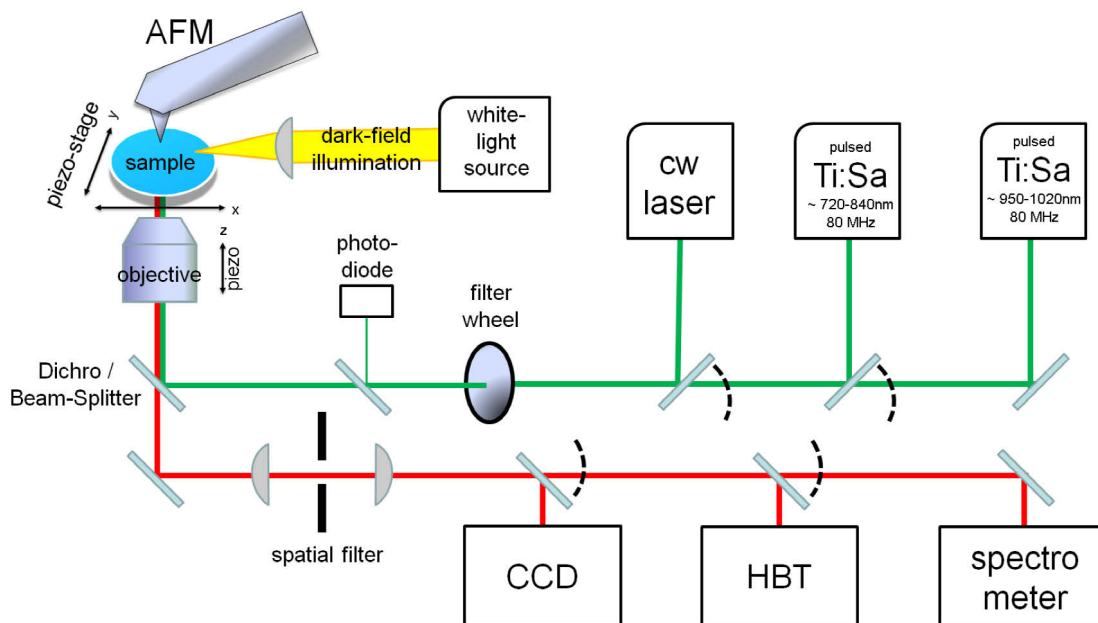 AFM
piezo-stage
y
sample
x
z
piezo
objective
dark-field
illumination
white-
light
source
cw
laser
pulsed
Ti:Sa
~ 720-840nm
80 MHz
pulsed
Ti:Sa
~ 950-1020nm
80 MHz
photo-
diode
filter
wheel
Dichro /
Beam-Splitter
spatial filter
CCD
HBT
spectro
meter